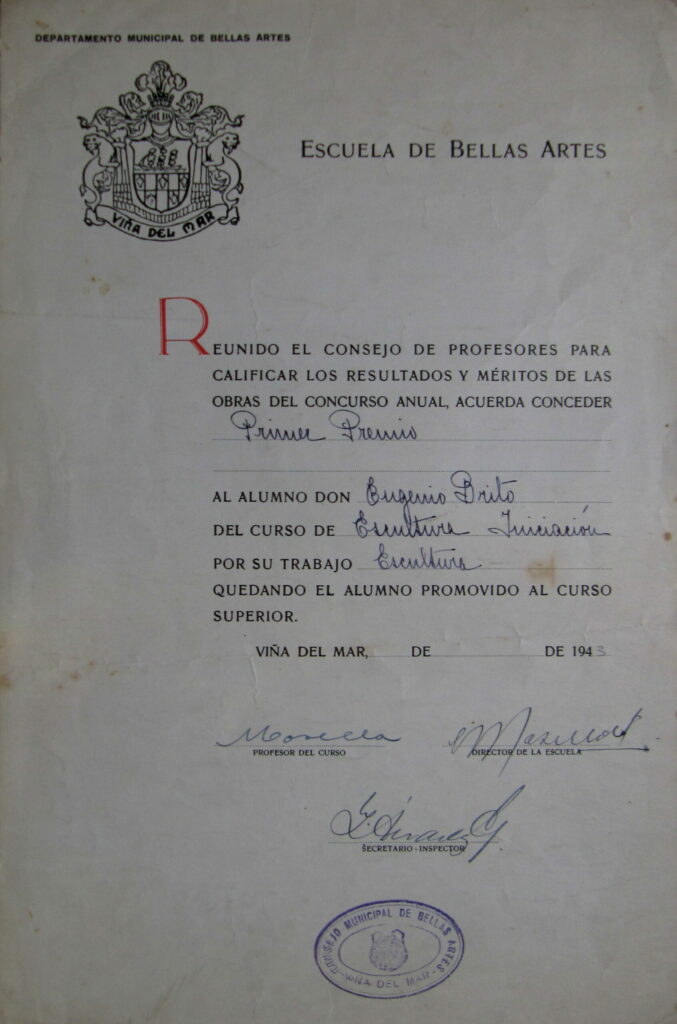 DEPARTAMENTO MUNICIPAL DE BELLAS ARTES
VIÑA DEL MAR
ESCUELA DE BELLAS ARTES
REUNIDO EL CONSEJO DE PROFESORES PARA
CALIFICAR LOS RESULTADOS Y MÉRITOS DE LAS
OBRAS DEL CONCURSO ANUAL, ACUERDA CONCEDER
Primer Premio
AL ALUMNO DON Eugenio Brito
DEL CURSO DE Escultura Iniciación
POR SU TRABAJO Escultura
QUEDANDO EL ALUMNO PROMOVIDO AL CURSO
SUPERIOR.
VIÑA DEL MAR, DE DE 1943
PROFESOR DEL CURSO
DIRECTOR DE LA ESCUELA
SECRETARIO - INSPECTOR
CONSEJO MUNICIPAL DE BELLAS ARTES
- VIÑA DEL MAR -